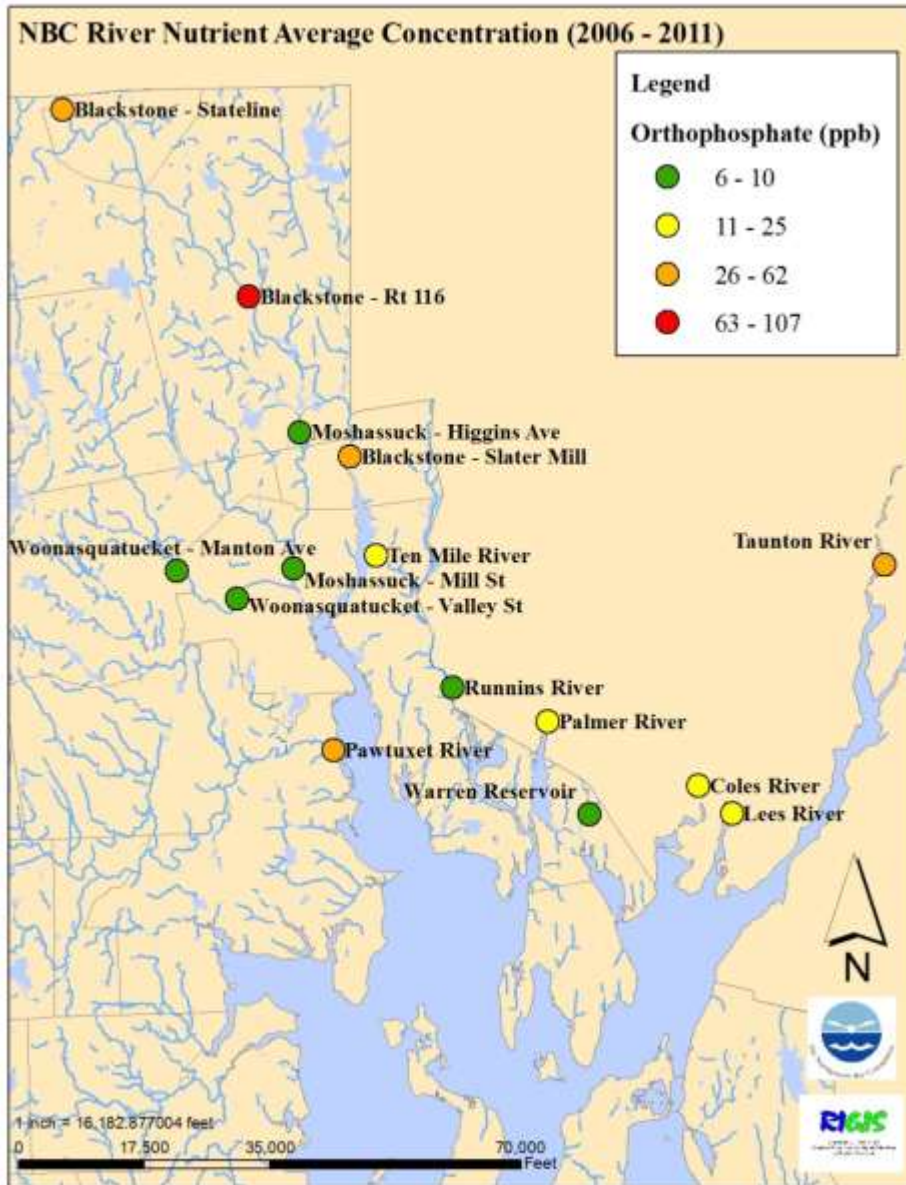 NBC River Nutrient Average Concentration (2006 - 2011)
Legend
Orthophosphate (ppb)
6 - 10
11 - 25
26 - 62
63 - 107
Blackstone - Stateline
Blackstone - Rt 116
Moshassuck - Higgins Ave
Blackstone - Slater Mill
Woonasquatucket - Manton Ave
Ten Mile River
Taunton River
Moshassuck - Mill St
Woonasquatucket - Valley St
Runnins River
Palmer River
Pawtuxet River
Warren Reservoir
Coles River
Lees River
N
1 inch = 16,182.877004 feet
0 17,500 35,000 70,000
Feet
RIGIS